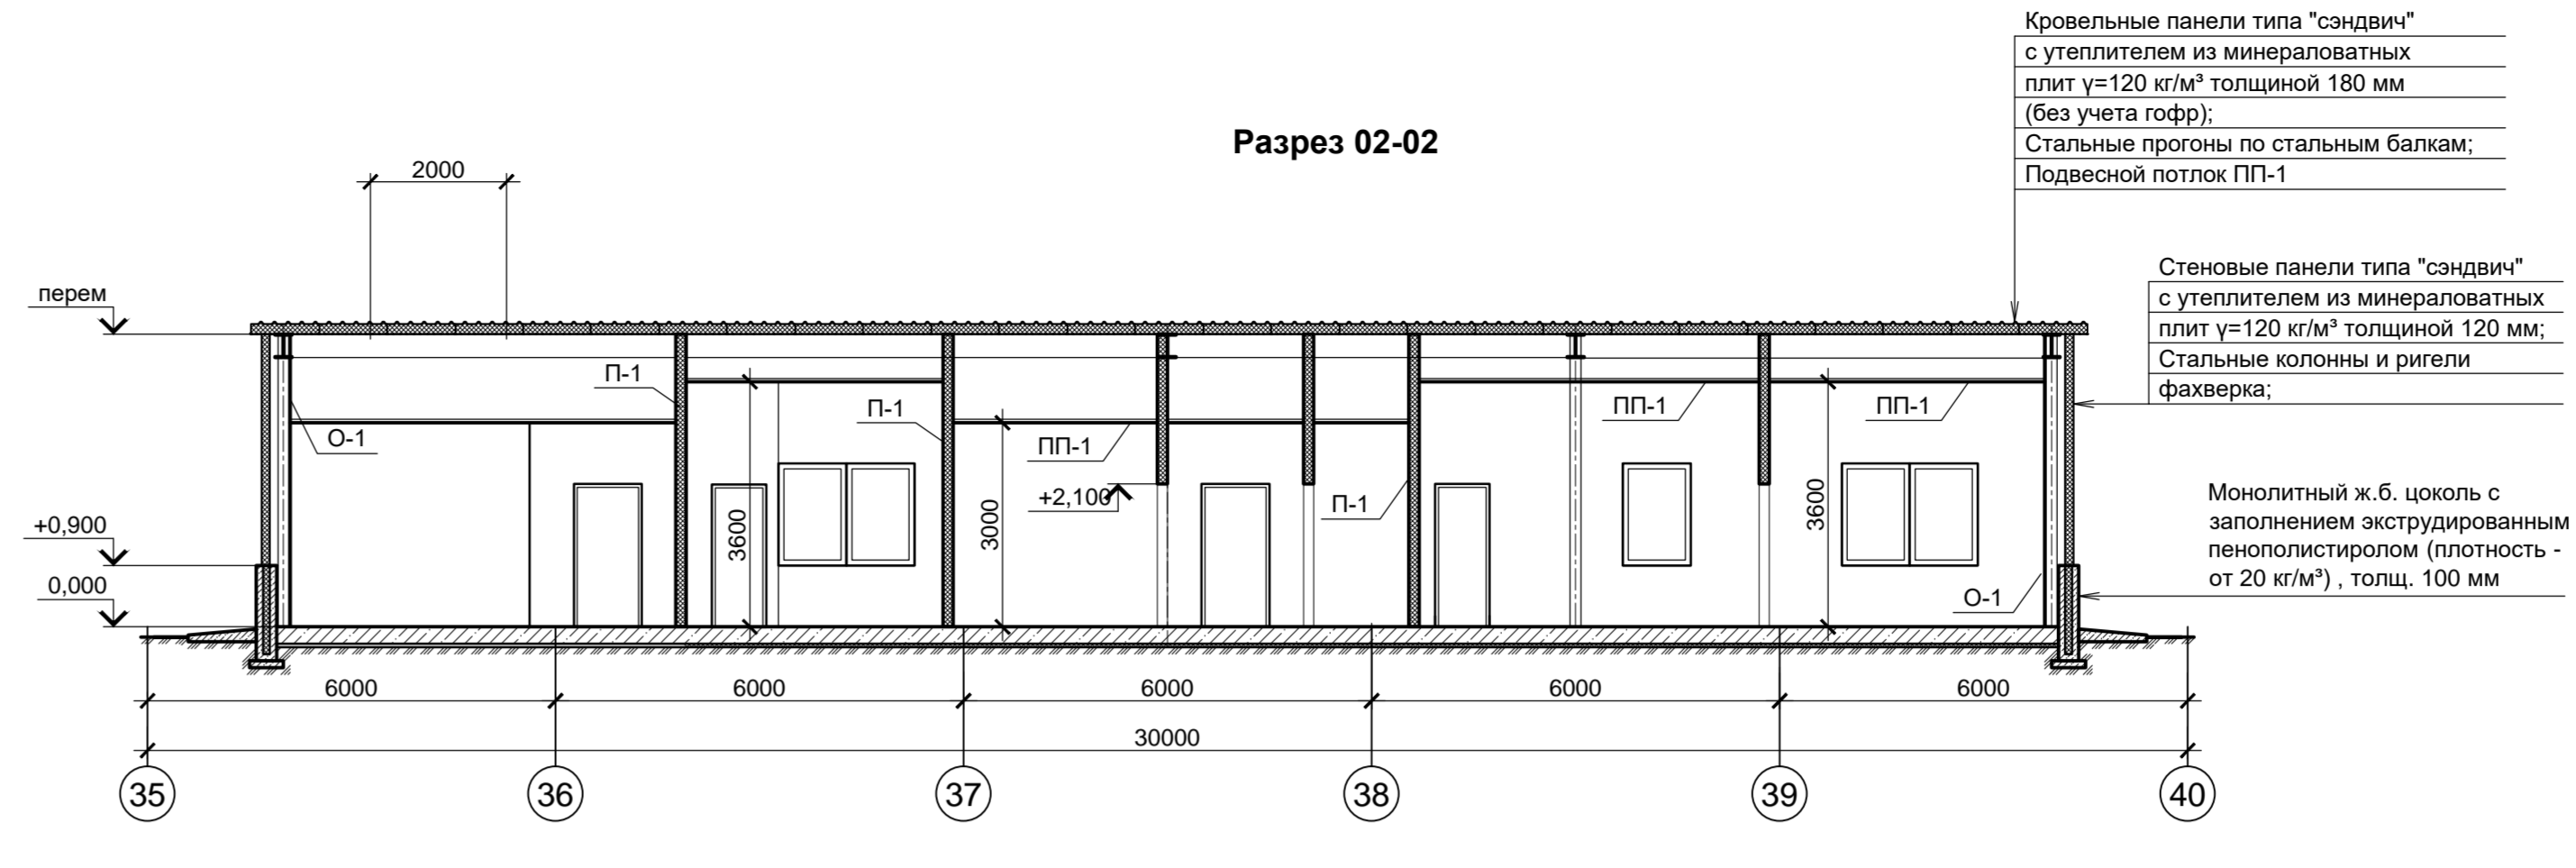 Кровельные панели типа "сэндвич"
с утеплителем из минераловатных
плит γ=120 кг/м³ толщиной 180 мм
(без учета гофр);
Стальные прогоны по стальным балкам;
Подвесной потлок ПП-1
Разрез 02-02
2000
Стеновые панели типа "сэндвич"
с утеплителем из минераловатных
плит γ=120 кг/м³ толщиной 120 мм;
Стальные колонны и ригели
фахверка;
перем
П-1
П-1
ПП-1
ПП-1
О-1
ПП-1
+2,100
П-1
3600
3000
3600
Монолитный ж.б. цоколь с
заполнением экструдированным
пенополистиролом (плотность -
от 20 кг/м³) , толщ. 100 мм
+0,900
0,000
О-1
6000
6000
6000
6000
6000
30000
35
36
37
38
39
40